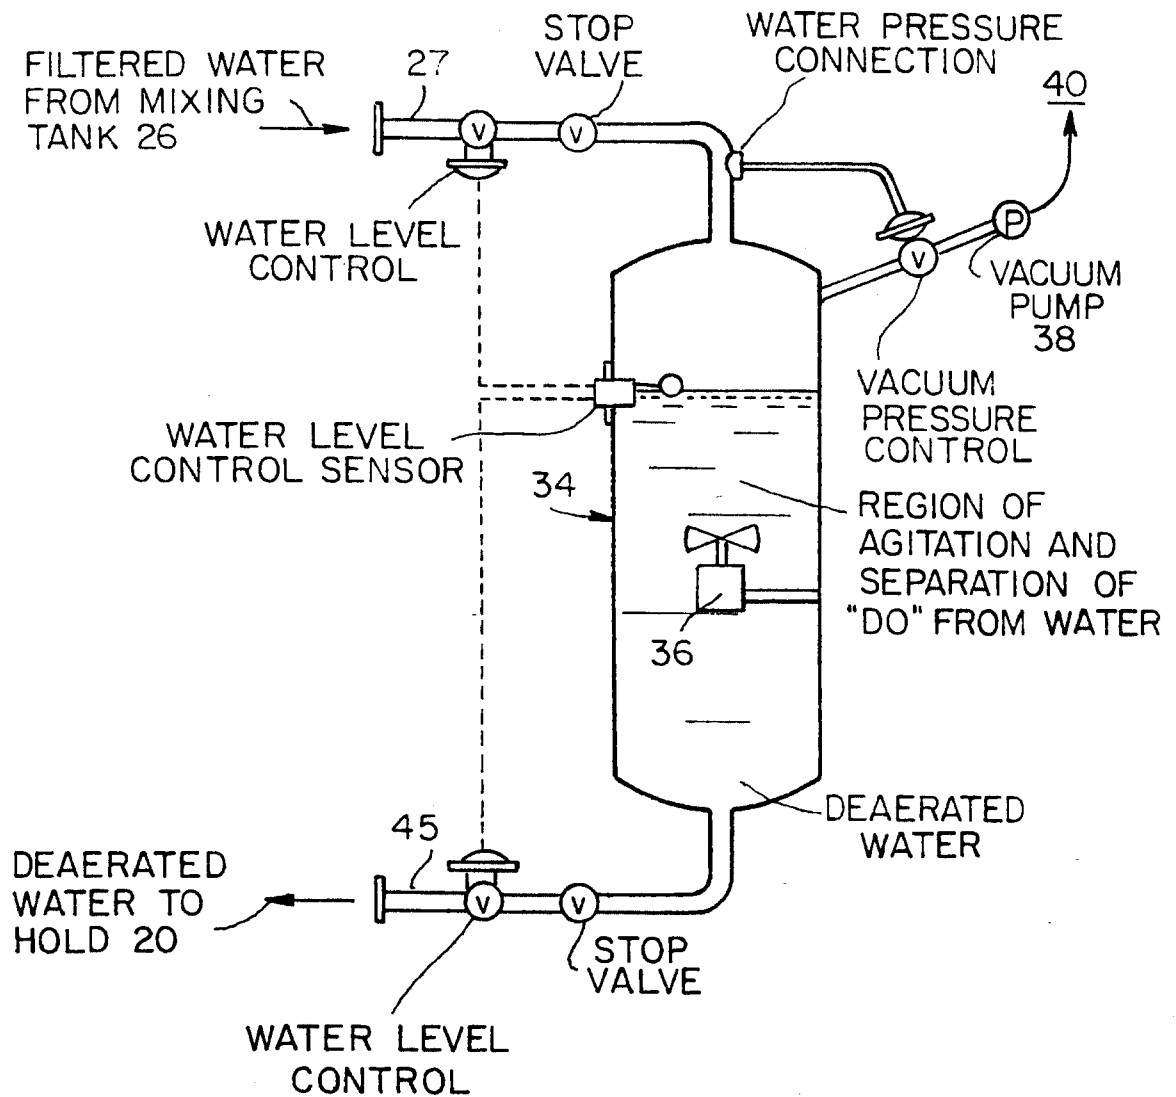 STOP
VALVE
WATER PRESSURE
CONNECTION
FILTERED WATER
FROM MIXING
TANK 26
27
40
V
V
WATER LEVEL
CONTROL
P
V
VACUUM
PUMP
38
VACUUM
PRESSURE
CONTROL
WATER LEVEL
CONTROL SENSOR
34
REGION OF
AGITATION AND
SEPARATION OF
"DO" FROM WATER
36
DEAERATED
WATER
45
DEAERATED
WATER TO
HOLD 20
V
V
STOP
VALVE
WATER LEVEL
CONTROL